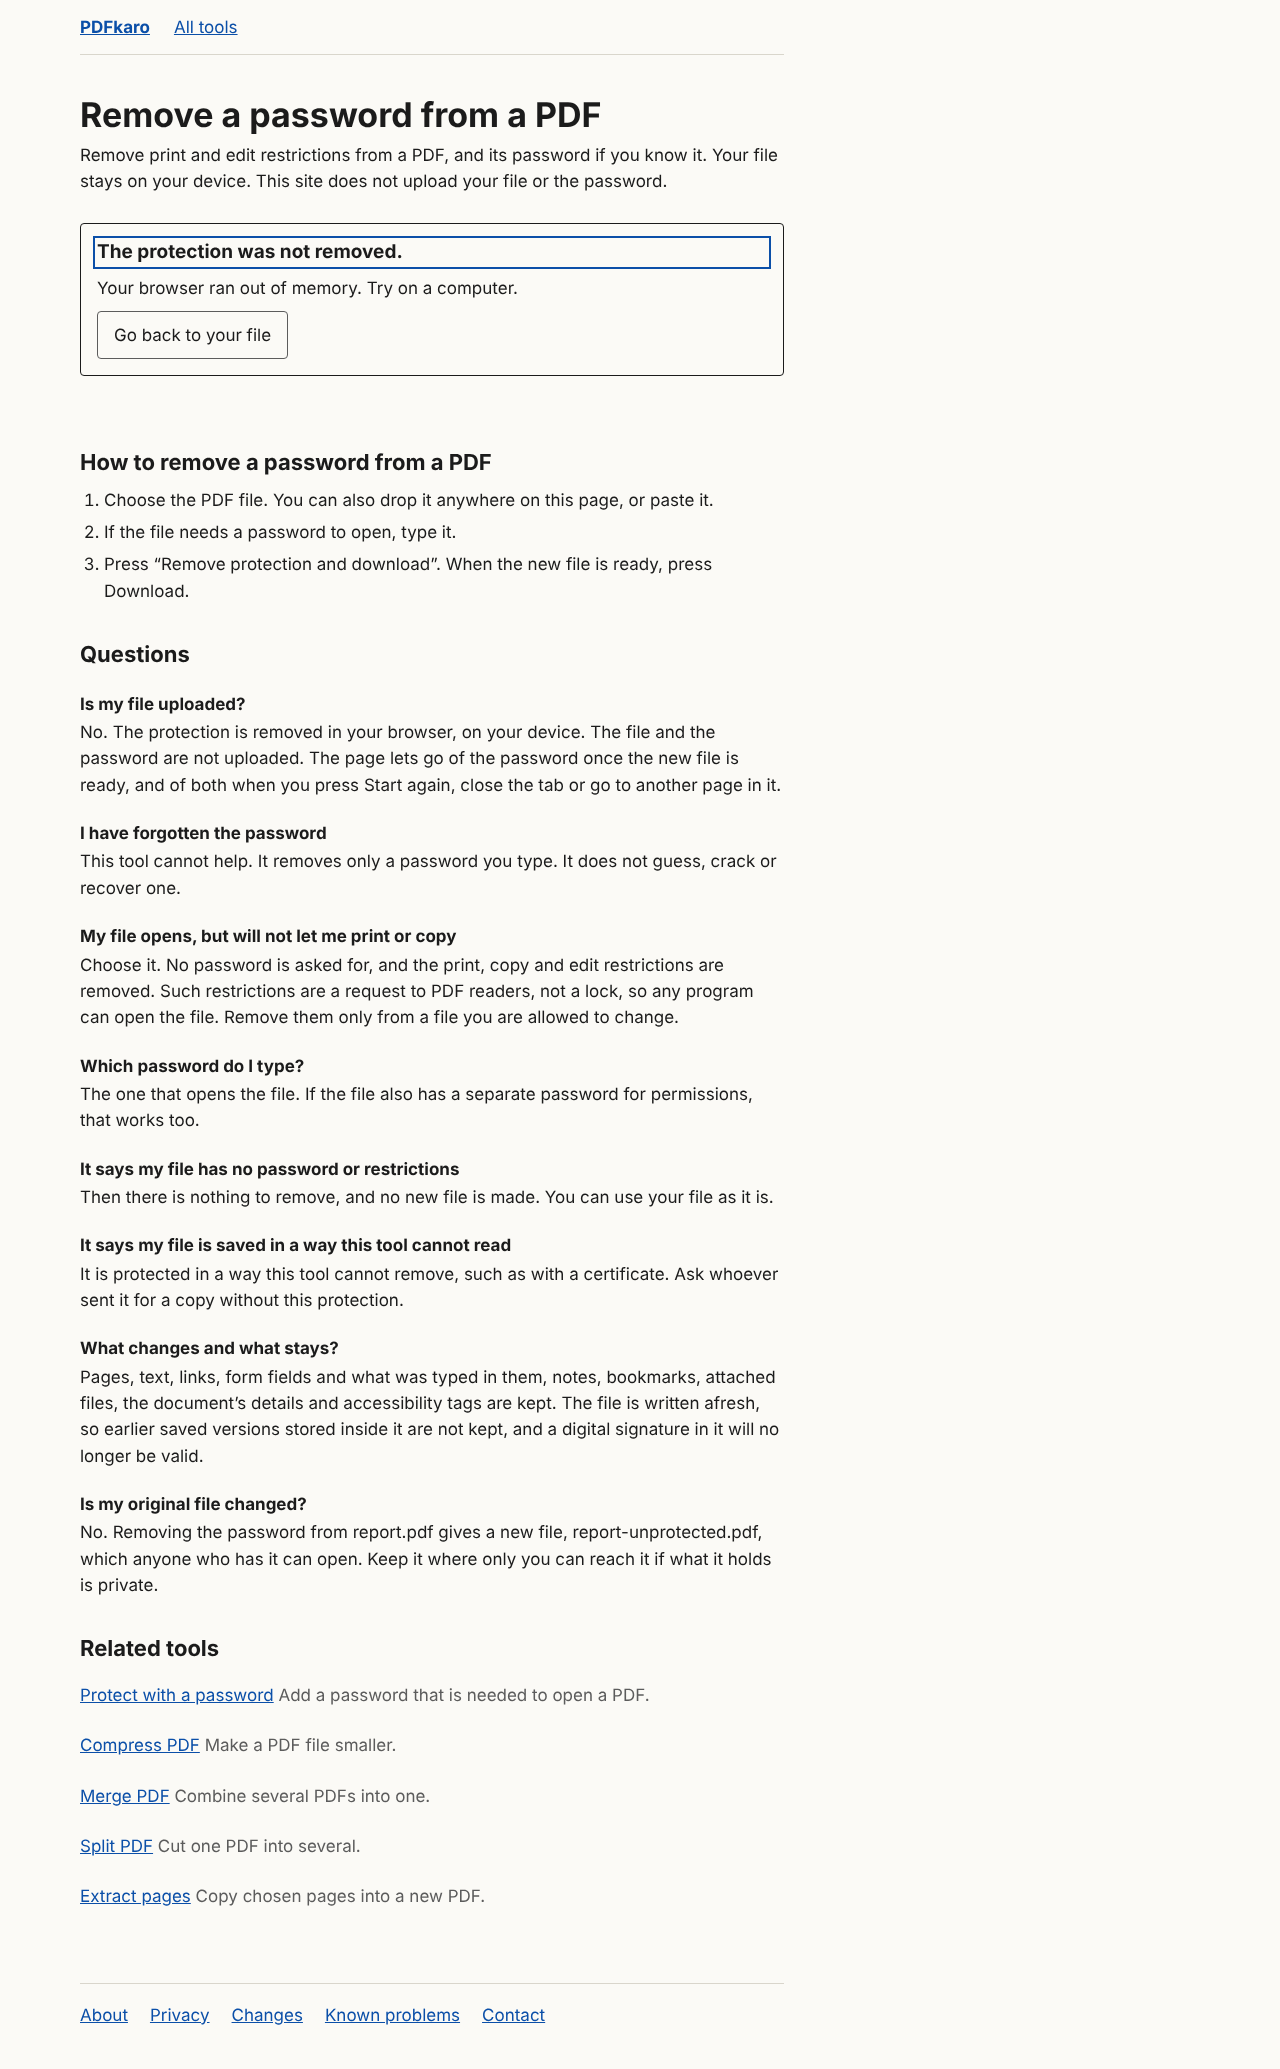 PDFkaro All tools
Remove a password from a PDF
Remove print and edit restrictions from a PDF, and its password if you know it. Your file
stays on your device. This site does not upload your file or the password.
The protection was not removed.
Your browser ran out of memory. Try on a computer.
Go back to your file
How to remove a password from a PDF
1. Choose the PDF file. You can also drop it anywhere on this page, or paste it.
2. If the file needs a password to open, type it.
3. Press “Remove protection and download”. When the new file is ready, press
Download.
Questions
Is my file uploaded?
No. The protection is removed in your browser, on your device. The file and the
password are not uploaded. The page lets go of the password once the new file is
ready, and of both when you press Start again, close the tab or go to another page in it.
I have forgotten the password
This tool cannot help. It removes only a password you type. It does not guess, crack or
recover one.
My file opens, but will not let me print or copy
Choose it. No password is asked for, and the print, copy and edit restrictions are
removed. Such restrictions are a request to PDF readers, not a lock, so any program
can open the file. Remove them only from a file you are allowed to change.
Which password do I type?
The one that opens the file. If the file also has a separate password for permissions,
that works too.
It says my file has no password or restrictions
Then there is nothing to remove, and no new file is made. You can use your file as it is.
It says my file is saved in a way this tool cannot read
It is protected in a way this tool cannot remove, such as with a certificate. Ask whoever
sent it for a copy without this protection.
What changes and what stays?
Pages, text, links, form fields and what was typed in them, notes, bookmarks, attached
files, the document’s details and accessibility tags are kept. The file is written afresh,
so earlier saved versions stored inside it are not kept, and a digital signature in it will no
longer be valid.
Is my original file changed?
No. Removing the password from report.pdf gives a new file, report-unprotected.pdf,
which anyone who has it can open. Keep it where only you can reach it if what it holds
is private.
Related tools
Protect with a password Add a password that is needed to open a PDF.
Compress PDF Make a PDF file smaller.
Merge PDF Combine several PDFs into one.
Split PDF Cut one PDF into several.
Extract pages Copy chosen pages into a new PDF.
About Privacy Changes Known problems Contact